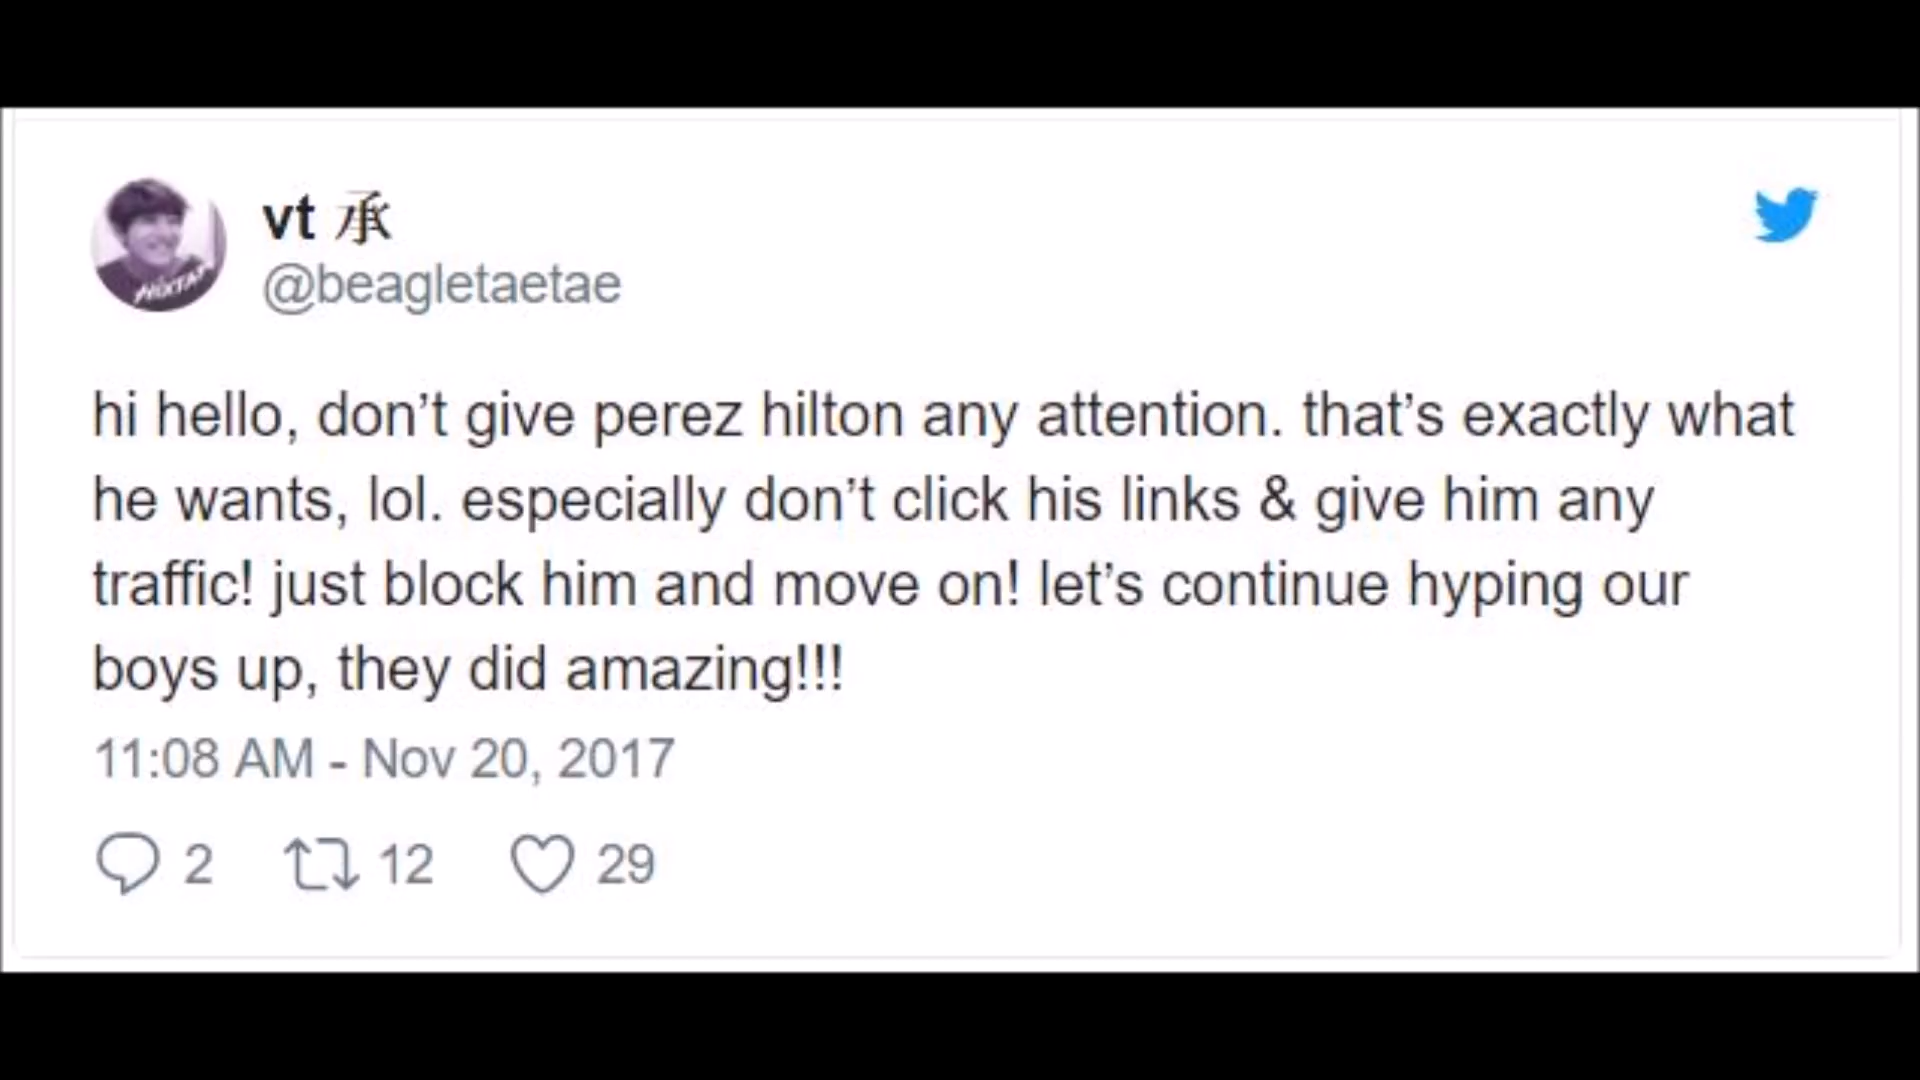 vt 承
@beagletaetae
hi hello, don’t give perez hilton any attention. that’s exactly what
he wants, lol. especially don’t click his links & give him any
traffic! just block him and move on! let’s continue hyping our
boys up, they did amazing!!!
11:08 AM - Nov 20, 2017
2 12 29